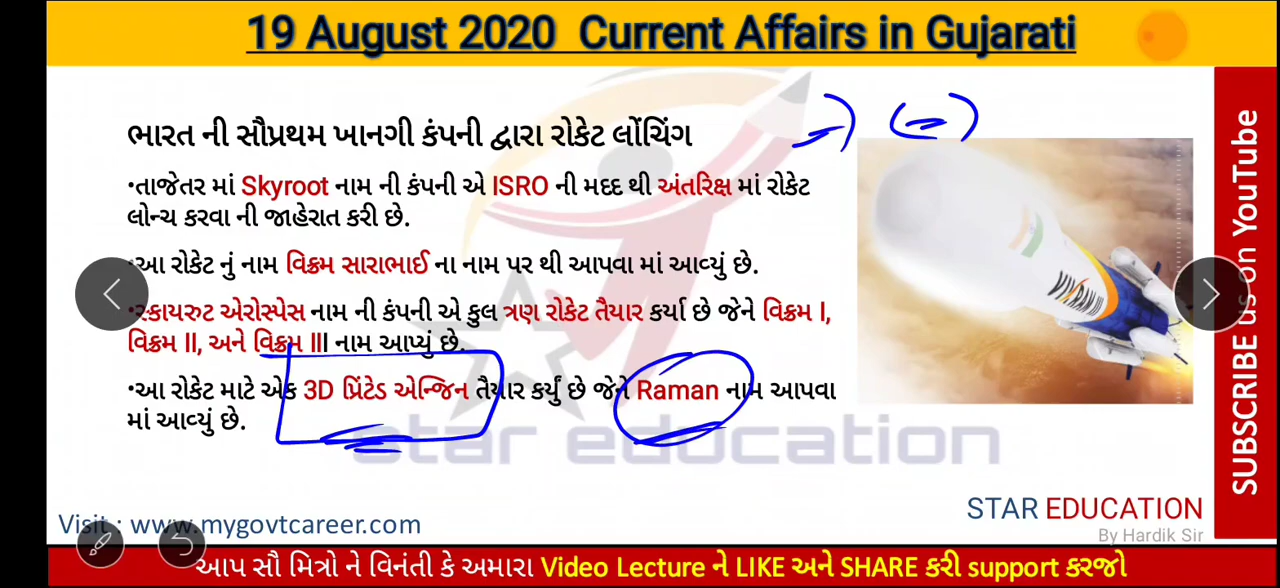 19 August 2020 Current Affairs in Gujarati
ભારત ની સૌપ્રથમ ખાનગી કંપની દ્વારા રોકેટ લોંચિંગ
•તાજેતર માં Skyroot નામ ની કંપની એ ISRO ની મદદ થી અંતરિક્ષ માં રોકેટ
લોન્ચ કરવા ની જાહેરાત કરી છે.
•આ રોકેટ નું નામ વિક્રમ સારાભાઈ ના નામ પર થી આપવા માં આવ્યું છે.
•સ્કાયરુટ એરોસ્પેસ નામ ની કંપની એ કુલ ત્રણ રોકેટ તૈયાર કર્યા છે જેને વિક્રમ I,
વિક્રમ II, અને વિક્રમ III નામ આપ્યું છે.
•આ રોકેટ માટે એક 3D પ્રિંટેડ એન્જિન તૈયાર કર્યું છે જેને Raman નામ આપવા
માં આવ્યું છે.
star education
STAR EDUCATION
By Hardik Sir
Visit : www.mygovtcareer.com
આપ સૌ મિત્રો ને વિનંતી કે અમારા Video Lecture ને LIKE અને SHARE કરી support કરજો
SUBSCRIBE us on YouTube